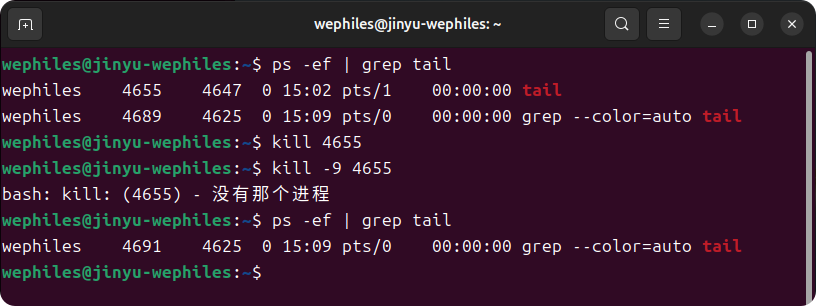 wephiles@jinyu-wephiles: ~
wephiles@jinyu-wephiles:~$ ps -ef | grep tail
wephiles    4655    4647  0 15:02 pts/1    00:00:00 tail
wephiles    4689    4625  0 15:09 pts/0    00:00:00 grep --color=auto tail
wephiles@jinyu-wephiles:~$ kill 4655
wephiles@jinyu-wephiles:~$ kill -9 4655
bash: kill: (4655) - 没有那个进程
wephiles@jinyu-wephiles:~$ ps -ef | grep tail
wephiles    4691    4625  0 15:09 pts/0    00:00:00 grep --color=auto tail
wephiles@jinyu-wephiles:~$